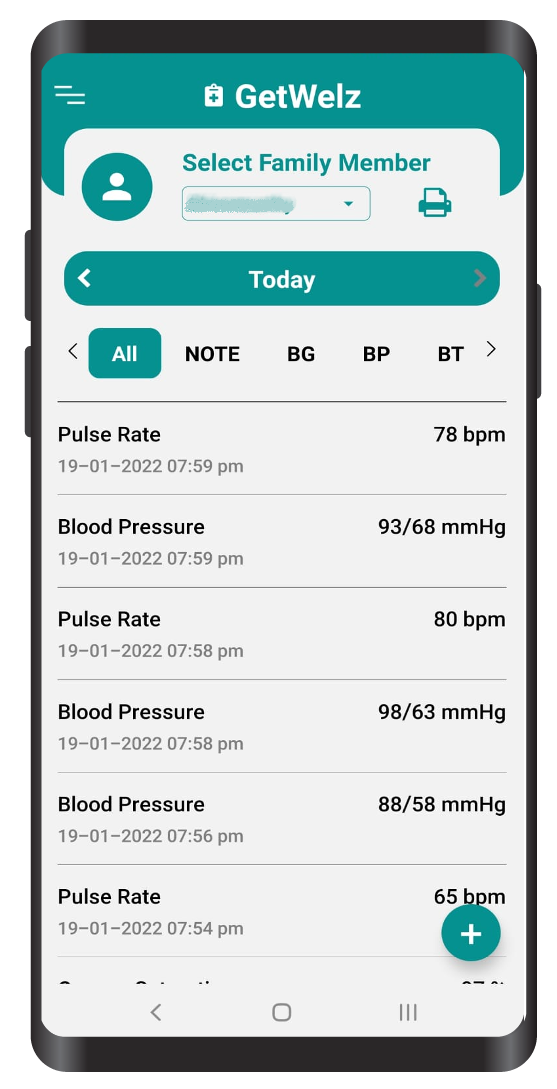 GetWelz
Select Family Member
Today
All NOTE BG BP BT
Pulse Rate 78 bpm
19-01-2022 07:59 pm
Blood Pressure 93/68 mmHg
19-01-2022 07:59 pm
Pulse Rate 80 bpm
19-01-2022 07:58 pm
Blood Pressure 98/63 mmHg
19-01-2022 07:58 pm
Blood Pressure 88/58 mmHg
19-01-2022 07:56 pm
Pulse Rate 65 bpm
19-01-2022 07:54 pm